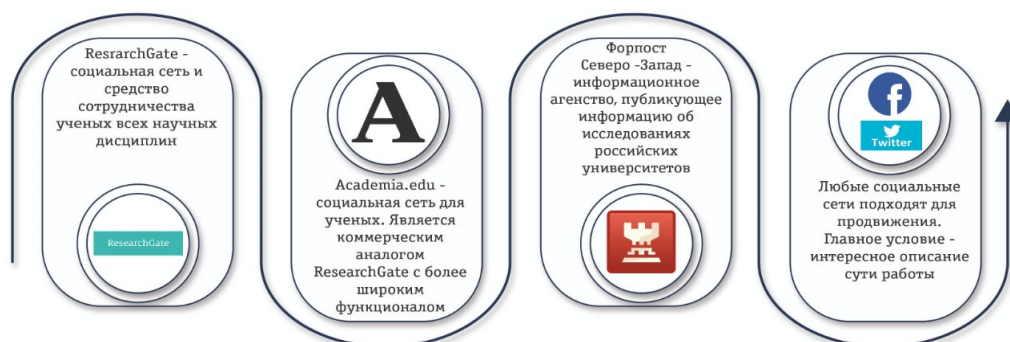 ResrarchGate -
социальная сеть и
средство
сотрудничества
ученых всех научных
дисциплин
ResearchGate
A
Academia.edu -
социальная сеть для
ученых. Является
коммерческим
аналогом
ResearchGate с более
широким
функционалом
Форпост
Северо -Запад -
информационное
агенство, публикующее
информацию об
исследованиях
российских
университетов
f
Twitter
Любые социальные
сети подходят для
продвижения.
Главное условие -
интересное описание
сути работы